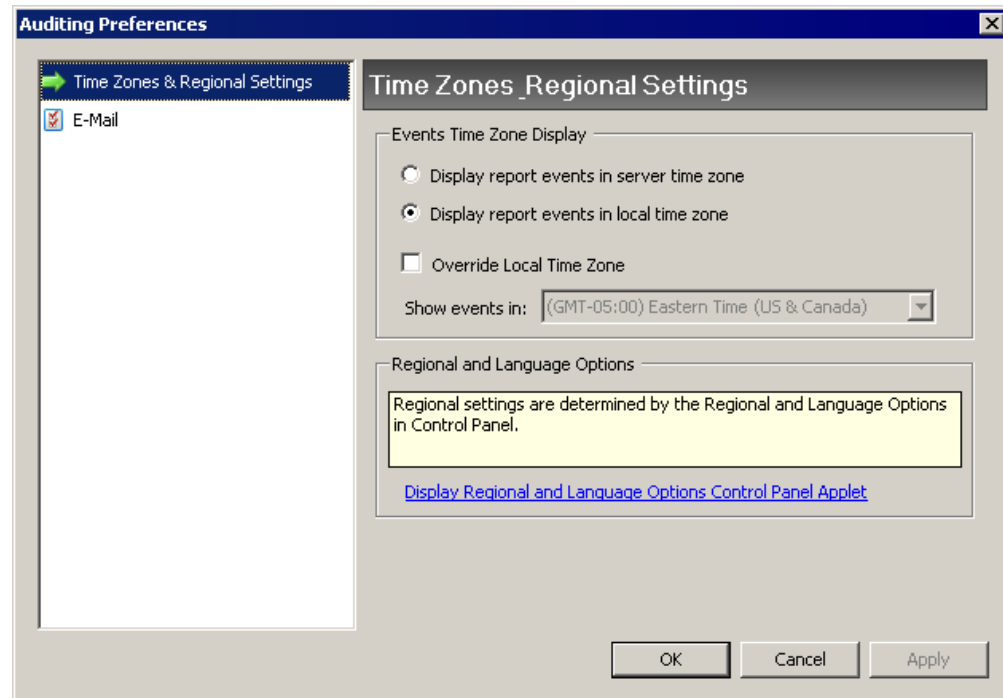 Auditing Preferences
Time Zones & Regional Settings
E-Mail
Time Zones_Regional Settings
Events Time Zone Display
Display report events in server time zone
Display report events in local time zone
Override Local Time Zone
Show events in:
(GMT-05:00) Eastern Time (US & Canada)
Regional and Language Options
Regional settings are determined by the Regional and Language Options
in Control Panel.
Display Regional and Language Options Control Panel Applet
OK
Cancel
Apply